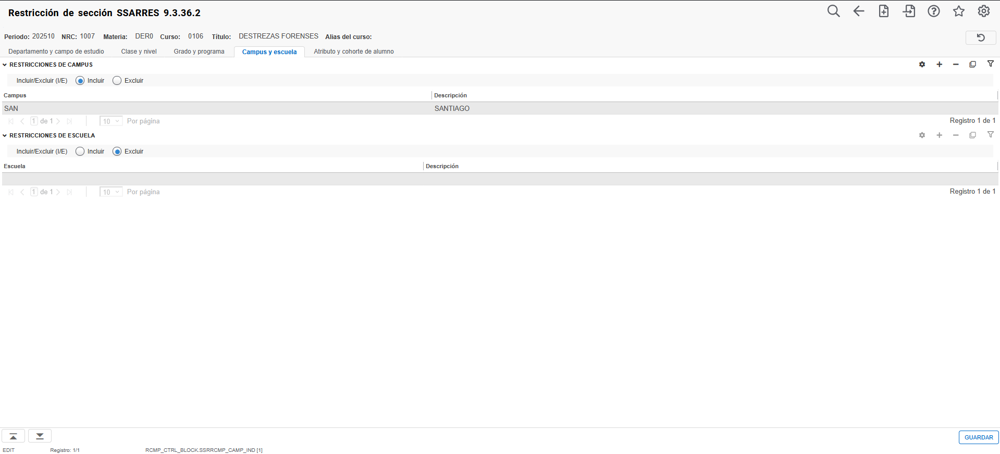 Restricción de sección SSARRES 9.3.36.2
Periodo: 202510 NRC: 1007 Materia: DER0 Curso: 0106 Título: DESTREZAS FORENSES Alias del curso:
Departamento y campo de estudio Clase y nivel Grado y programa Campus y escuela Atributo y cohorte de alumno
RESTRICCIONES DE CAMPUS
Incluir/Excluir (I/E) Incluir Excluir
Campus Descripción
SAN SANTIAGO
1 de 1 10 Por página Registro 1 de 1
RESTRICCIONES DE ESCUELA
Incluir/Excluir (I/E) Incluir Excluir
Escuela Descripción
1 de 1 10 Por página Registro 1 de 1
GUARDAR
EDIT Registro: 1/1 RCMP_CTRL_BLOCK.SSRRCMP_CAMP_IND [1]